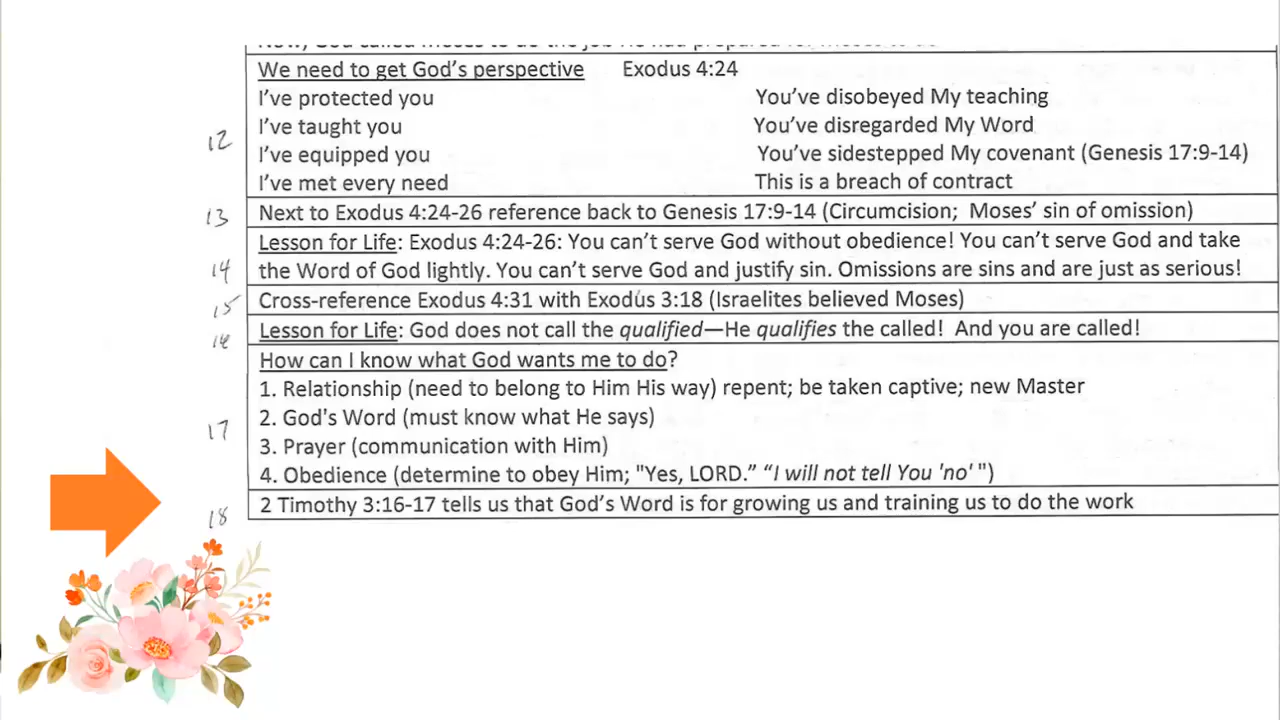 We need to get God's perspective Exodus 4:24
I've protected you You've disobeyed My teaching
I've taught you You've disregarded My Word
12
I've equipped you You've sidestepped My covenant (Genesis 17:9-14)
I've met every need This is a breach of contract
13 Next to Exodus 4:24-26 reference back to Genesis 17:9-14 (Circumcision; Moses' sin of omission)
Lesson for Life: Exodus 4:24-26: You can't serve God without obedience! You can't serve God and take
14 the Word of God lightly. You can't serve God and justify sin. Omissions are sins and are just as serious!
15 Cross-reference Exodus 4:31 with Exodus 3:18 (Israelites believed Moses)
16 Lesson for Life: God does not call the qualified—He qualifies the called! And you are called!
How can I know what God wants me to do?
1. Relationship (need to belong to Him His way) repent; be taken captive; new Master
2. God's Word (must know what He says)
17
3. Prayer (communication with Him)
4. Obedience (determine to obey Him; "Yes, LORD." "I will not tell You 'no' ")
18 2 Timothy 3:16-17 tells us that God's Word is for growing us and training us to do the work